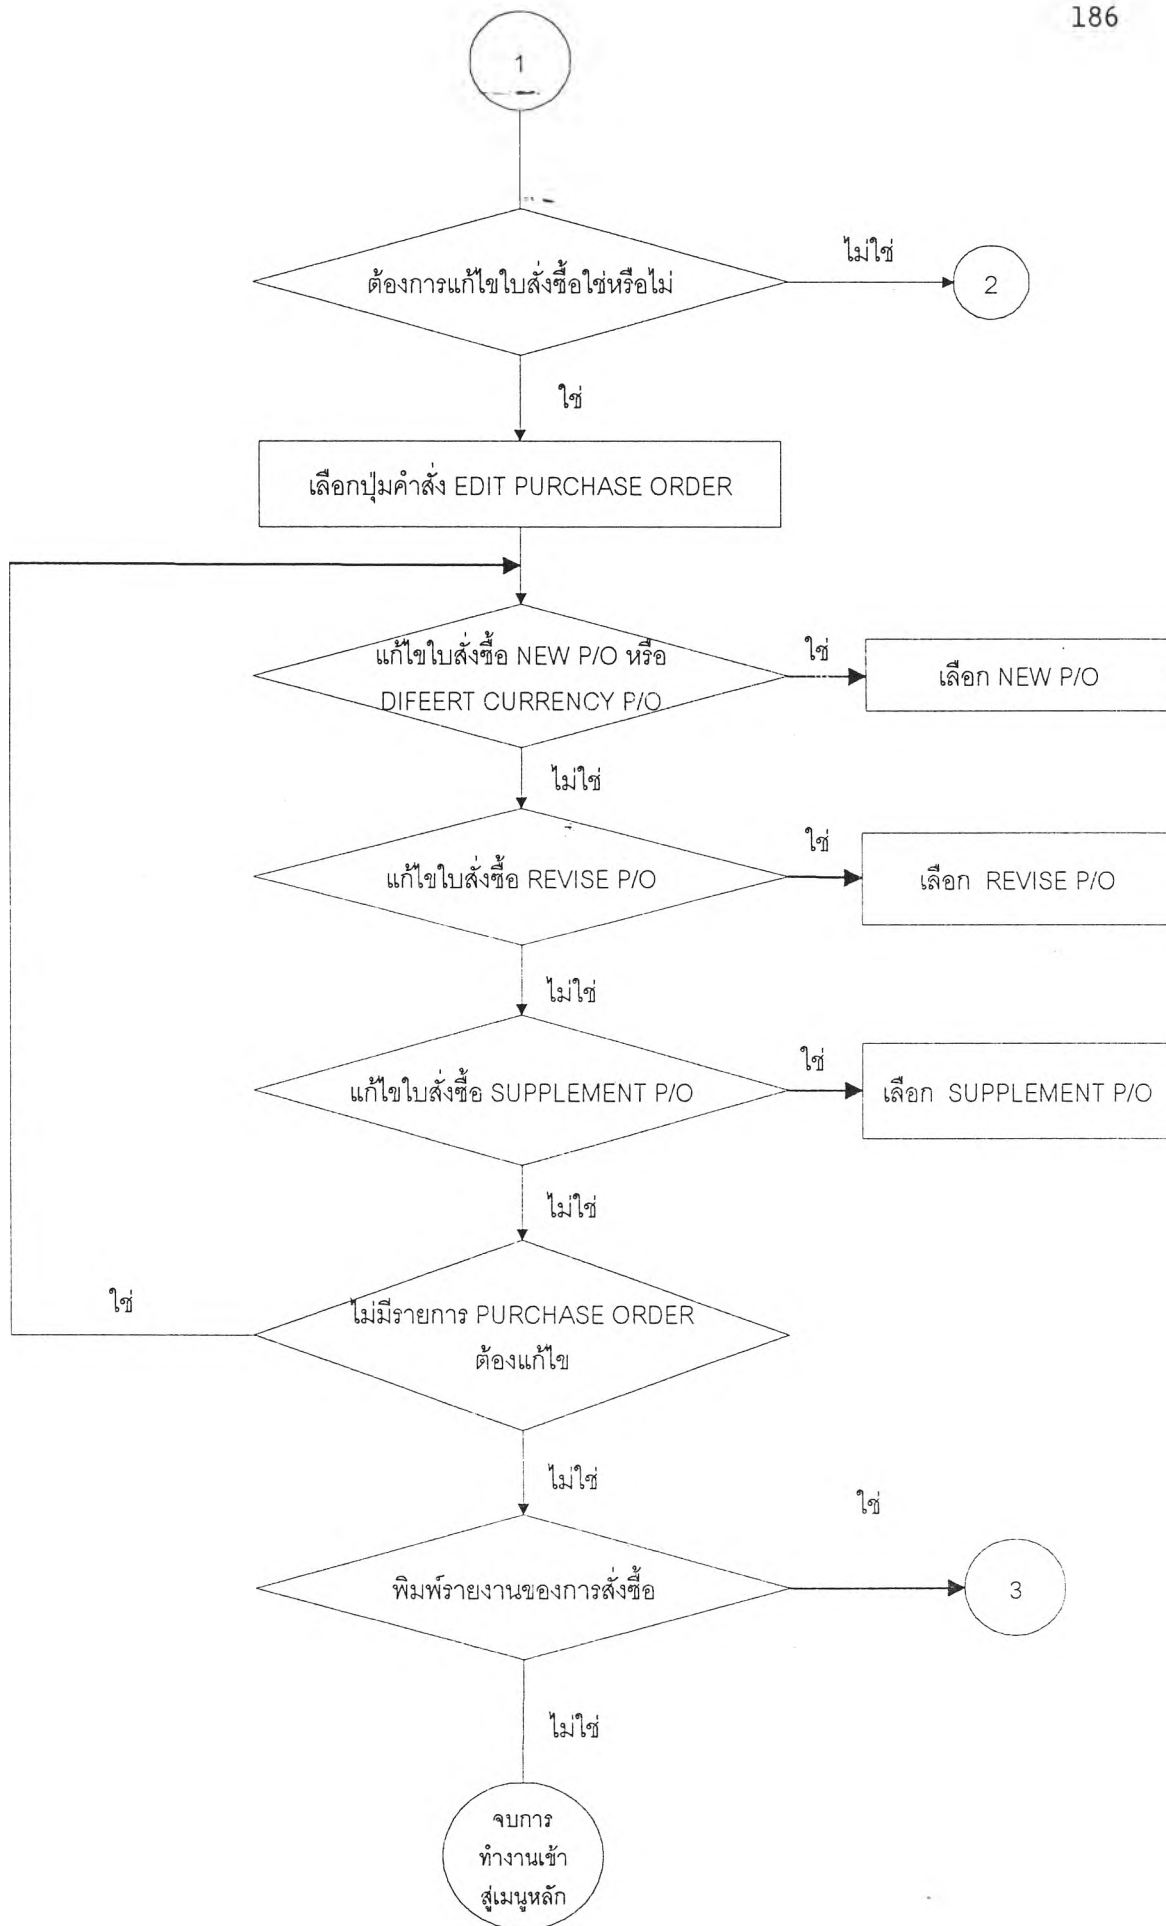 186
1
ต้องการแก้ไขใบสั่งซื้อใช่หรือไม่
ไม่ใช่
2
ใช่
เลือกปุ่มคำสั่ง EDIT PURCHASE ORDER
แก้ไขใบสั่งซื้อ NEW P/O หรือ
DIFEERT CURRENCY P/O
ใช่
เลือก NEW P/O
ไม่ใช่
แก้ไขใบสั่งซื้อ REVISE P/O
ใช่
เลือก REVISE P/O
ไม่ใช่
แก้ไขใบสั่งซื้อ SUPPLEMENT P/O
ใช่
เลือก SUPPLEMENT P/O
ไม่ใช่
ใช่
ไม่มีรายการ PURCHASE ORDER
ต้องแก้ไข
ไม่ใช่
พิมพ์รายงานของการสั่งซื้อ
ใช่
3
ไม่ใช่
จบการ
ทำงานเข้า
สู่เมนูหลัก